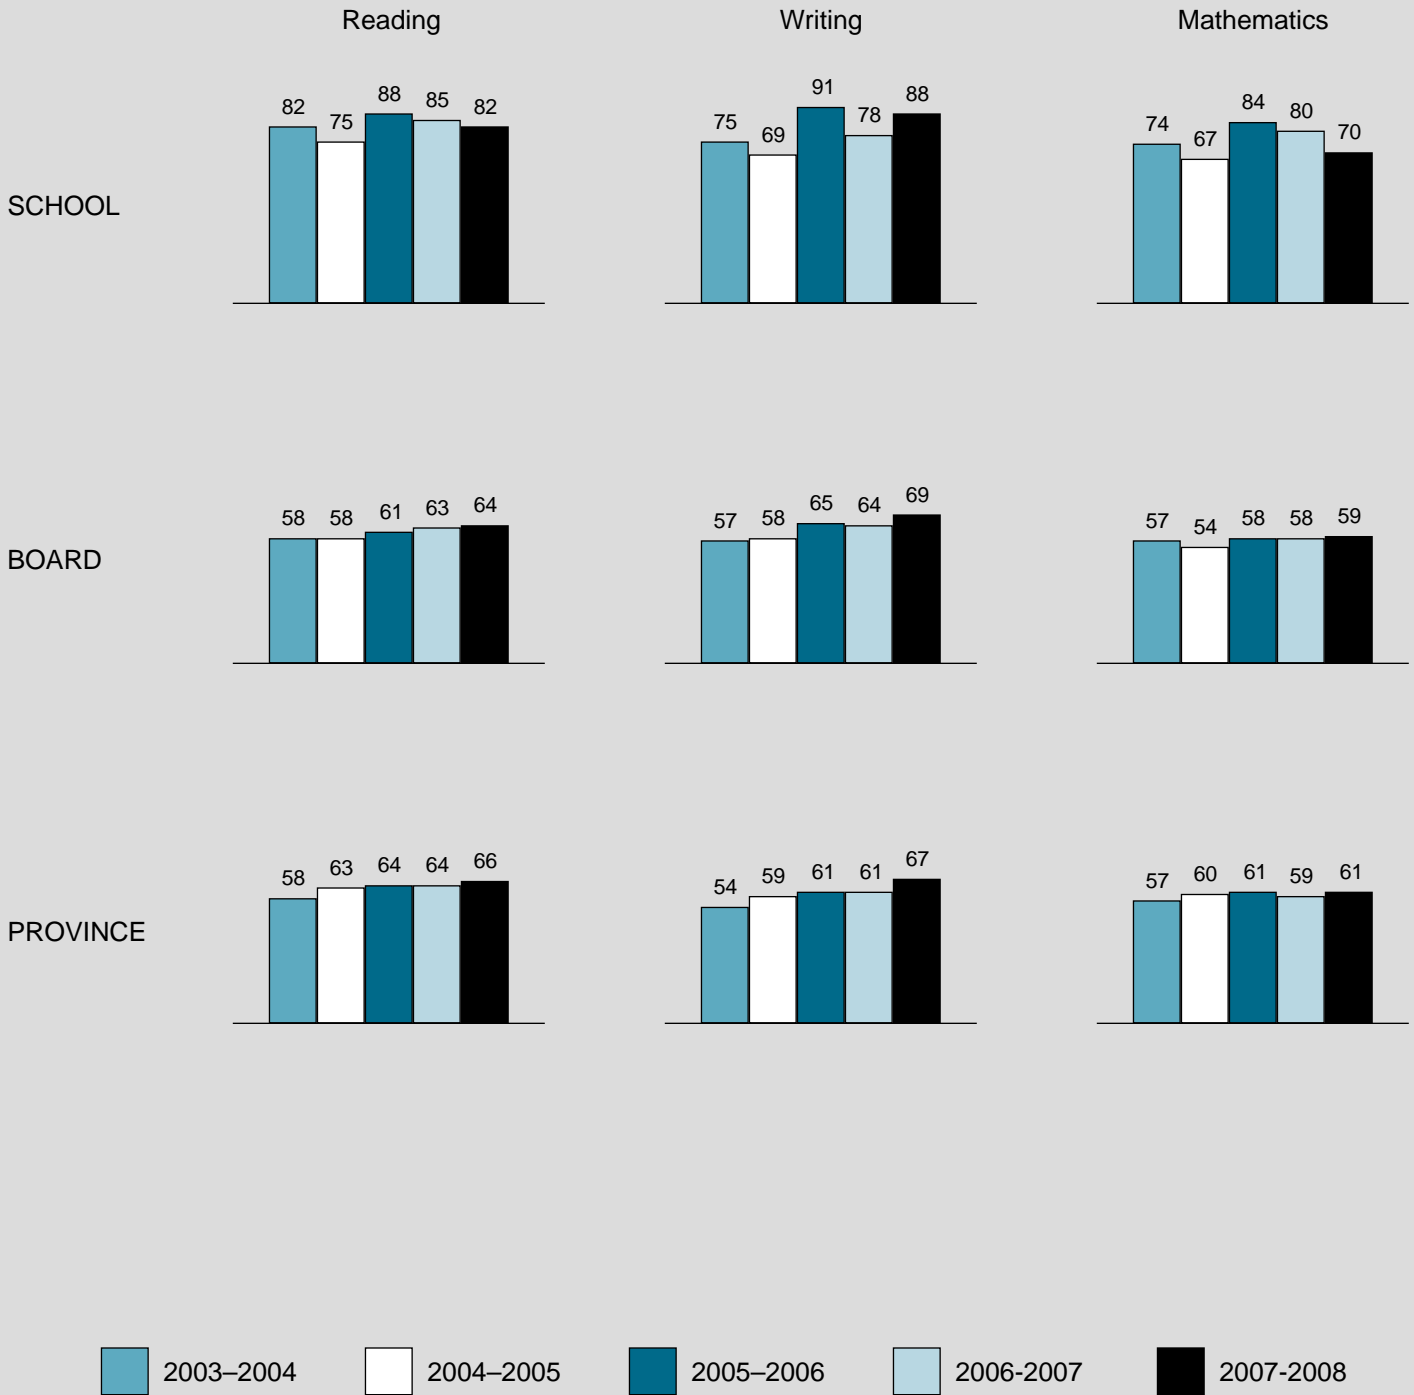 Reading Writing Mathematics
SCHOOL
82 75 88 85 82
75 69 91 78 88
74 67 84 80 70
BOARD
58 58 61 63 64
57 58 65 64 69
57 54 58 58 59
PROVINCE
58 63 64 64 66
54 59 61 61 67
57 60 61 59 61
2003–2004 2004–2005 2005–2006 2006-2007 2007-2008